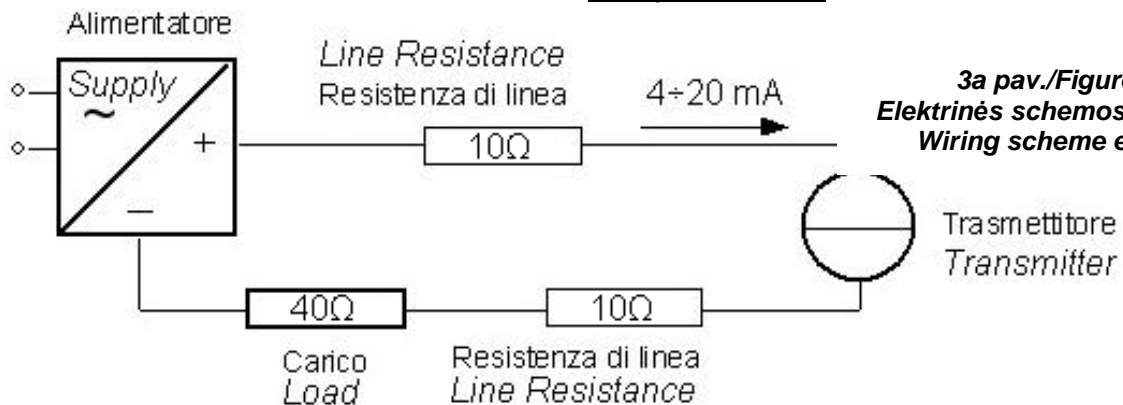 Alimentatore
Supply
~
+
—
Line Resistance
Resistenza di linea
10Ω
4÷20 mA
3a pav./Figur
Elektrinės schemos
Wiring scheme e
Trasmettitore
Transmitter
40Ω
10Ω
Carico
Load
Resistenza di linea
Line Resistance